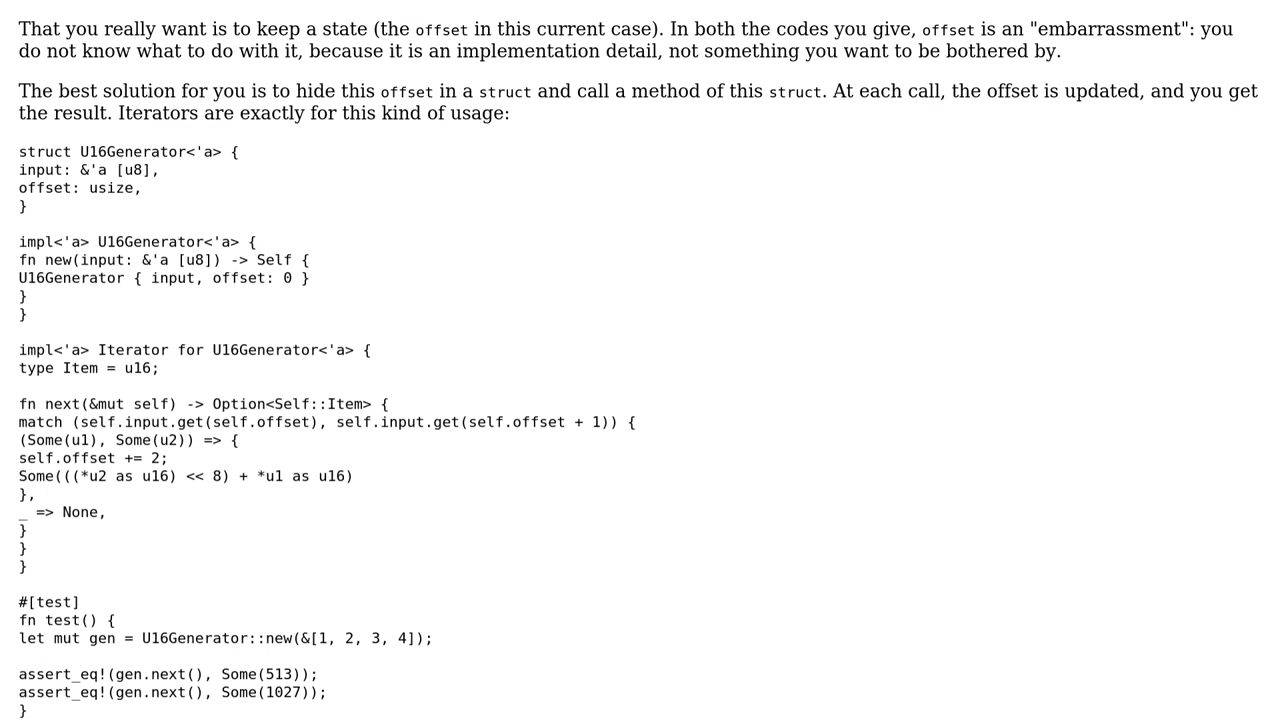 That you really want is to keep a state (the offset in this current case). In both the codes you give, offset is an "embarrassment": you
do not know what to do with it, because it is an implementation detail, not something you want to be bothered by.
The best solution for you is to hide this offset in a struct and call a method of this struct. At each call, the offset is updated, and you get
the result. Iterators are exactly for this kind of usage:
struct U16Generator<'a> {
input: &'a [u8],
offset: usize,
}
impl<'a> U16Generator<'a> {
fn new(input: &'a [u8]) -> Self {
U16Generator { input, offset: 0 }
}
}
impl<'a> Iterator for U16Generator<'a> {
type Item = u16;
fn next(&mut self) -> Option<Self::Item> {
match (self.input.get(self.offset), self.input.get(self.offset + 1)) {
(Some(u1), Some(u2)) => {
self.offset += 2;
Some(((*u2 as u16) << 8) + *u1 as u16)
},
_ => None,
}
}
}
#[test]
fn test() {
let mut gen = U16Generator::new(&[1, 2, 3, 4]);
assert_eq!(gen.next(), Some(513));
assert_eq!(gen.next(), Some(1027));
}